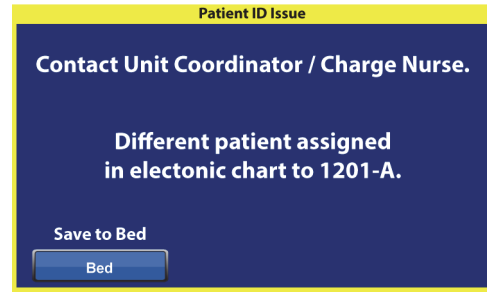 Patient ID Issue
Contact Unit Coordinator / Charge Nurse.
Different patient assigned
in electonic chart to 1201-A.
Save to Bed
Bed